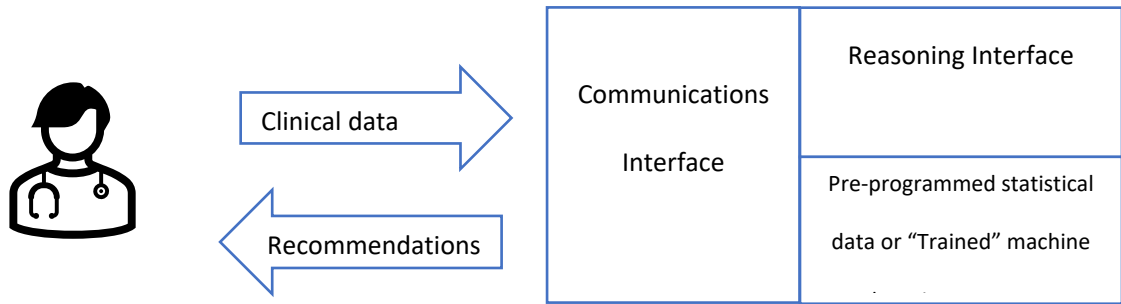 Clinical data
Recommendations
Communications
Interface
Reasoning Interface
Pre-programmed statistical
data or “Trained” machine